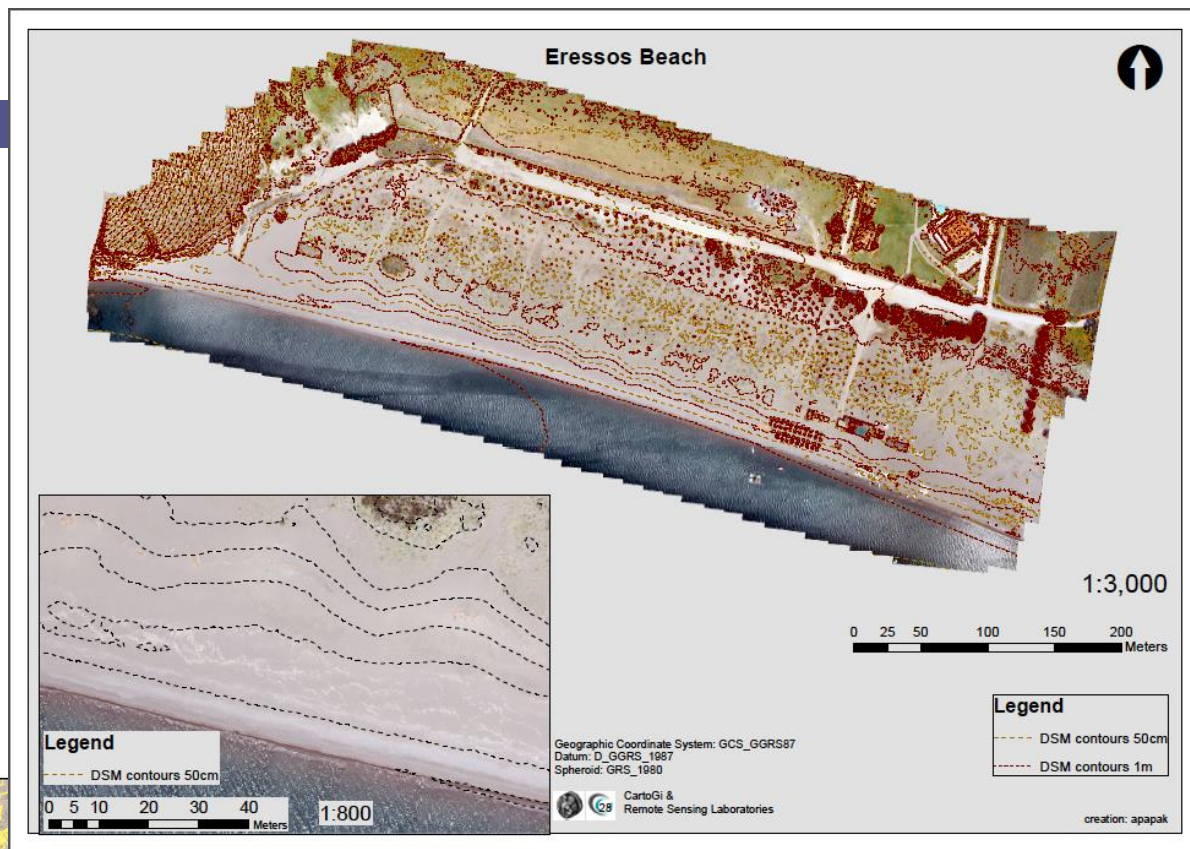 Eressos Beach
1:3,000
0 25 50 100 150 200
Meters
Legend
DSM contours 50cm
DSM contours 1m
Legend
DSM contours 50cm
0 5 10 20 30 40
Meters
1:800
Geographic Coordinate System: GCS_GGRS87
Datum: D_GGRS_1987
Spheroid: GRS_1980
28
CartoGi &
Remote Sensing Laboratories
creation: apapak